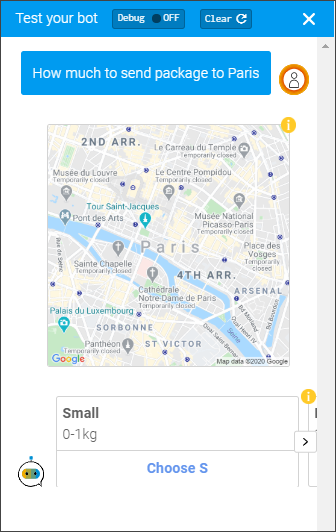 Test your bot
Debug OFF
Clear
How much to send package to Paris
i
2ND ARR.
Le Carreau du Temple
Temporarily closed
Musée du Louvre
Temporarily closed
Le Centre Pompidou
Temporarily closed
Tour Saint-Jacques
Pont des Arts
Musée National
Picasso-Paris
Temporarily closed
Paris
Place des
Vosges
Temporarily closed
Sainte Chapelle
Temporarily closed
4TH ARR.
Cathédrale
Notre-Dame de Paris
Temporarily closed
ARSENAL
Palais du Luxembourg
SORBONNE
Panthéon
Temporarily closed
ST VICTOR
Google
Map data ©2020 Google
i
Small
0-1kg
Choose S